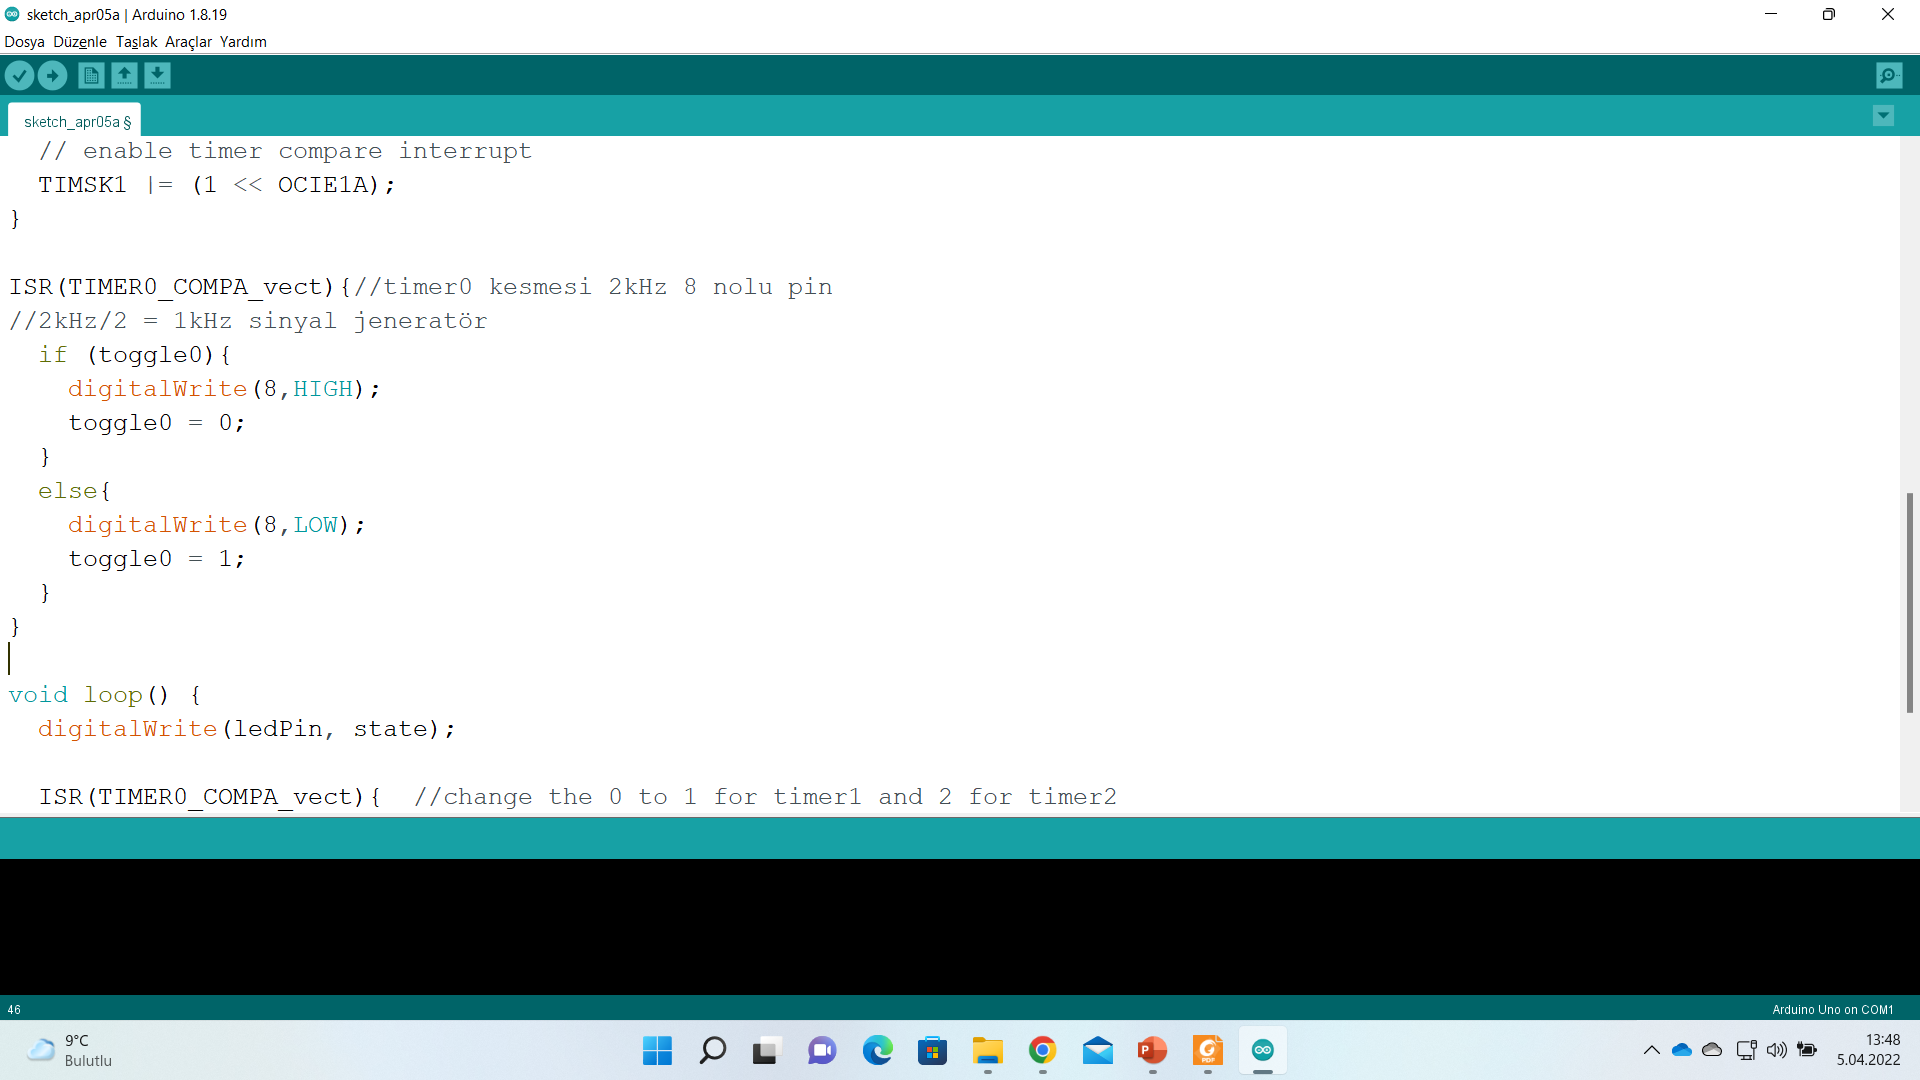 sketch_apr05a | Arduino 1.8.19
Dosya Düzenle Taslak Araçlar Yardım
sketch_apr05a §
// enable timer compare interrupt
TIMSK1 |= (1 << OCIE1A);
}
ISR(TIMER0_COMPA_vect){//timer0 kesmesi 2kHz 8 nolu pin
//2kHz/2 = 1kHz sinyal jeneratör
if (toggle0){
digitalWrite(8,HIGH);
toggle0 = 0;
}
else{
digitalWrite(8,LOW);
toggle0 = 1;
}
}
void loop() {
digitalWrite(ledPin, state);
ISR(TIMER0_COMPA_vect){  //change the 0 to 1 for timer1 and 2 for timer2
46
Arduino Uno on COM1
9°C
Bulutlu
P
PDF
13:48
5.04.2022